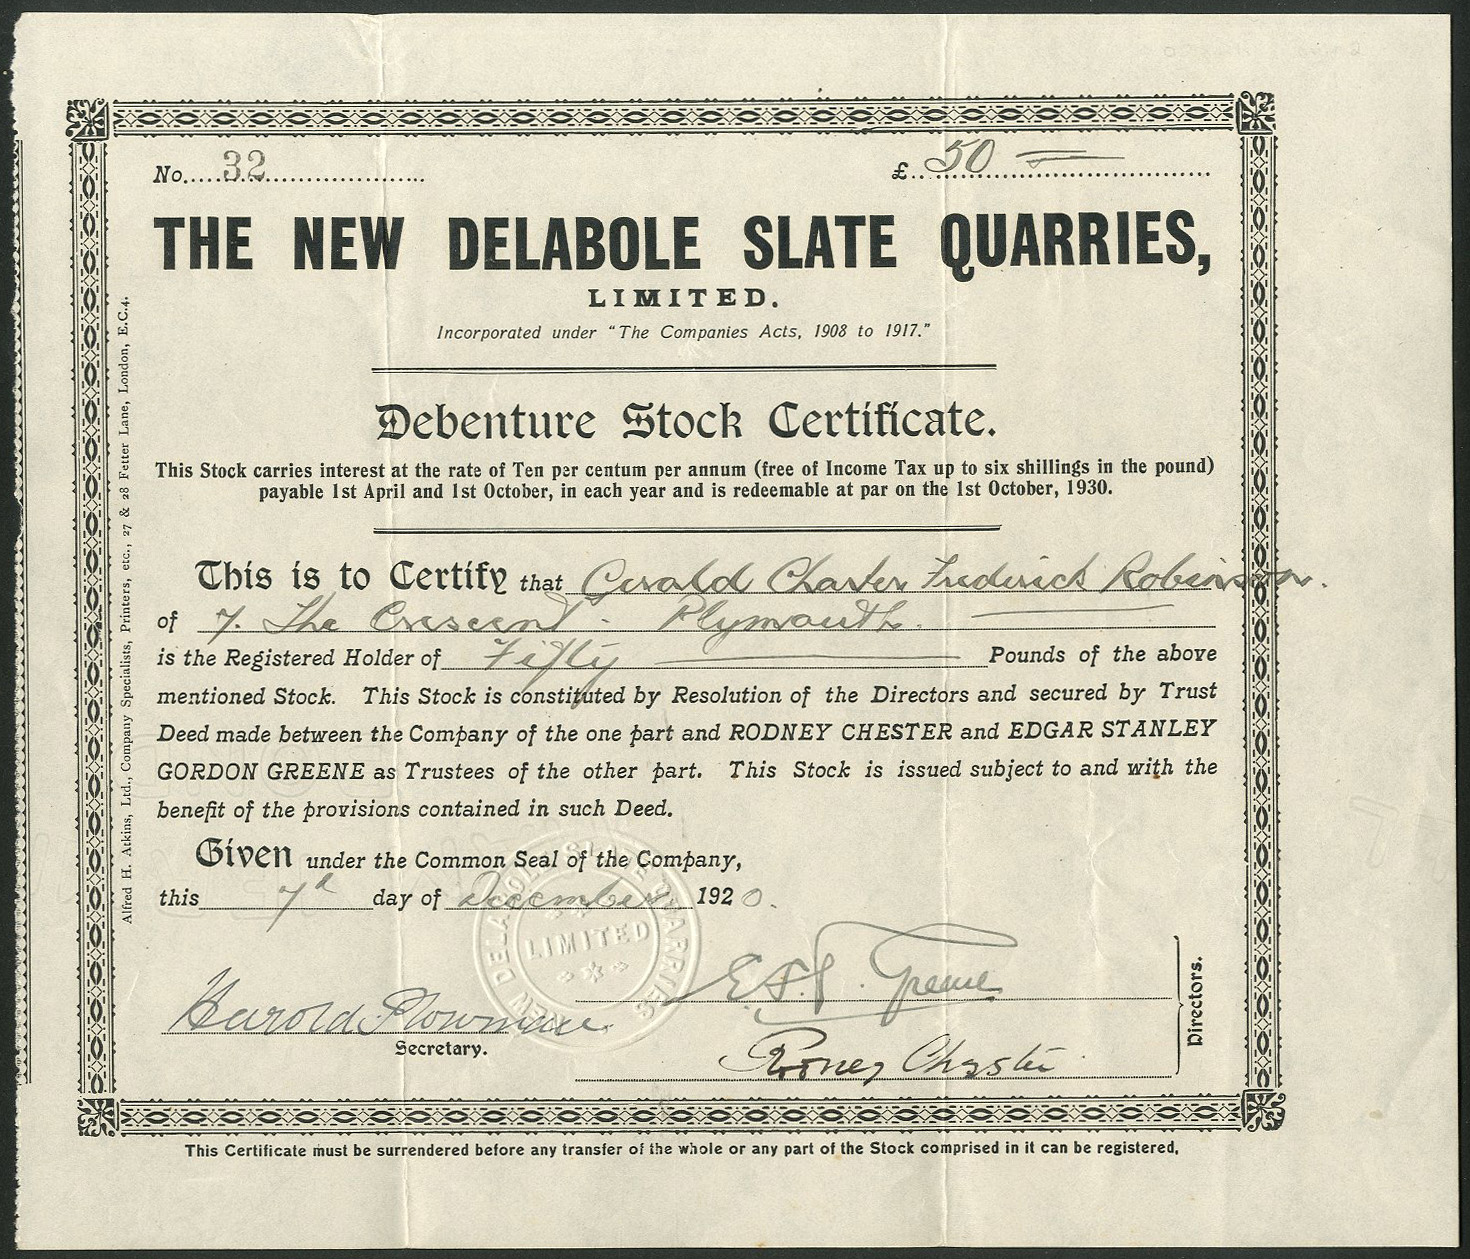 No. 32 £ 50
THE NEW DELABOLE SLATE QUARRIES,
LIMITED.
Incorporated under "The Companies Acts, 1908 to 1917."
Debenture Stock Certificate.
This Stock carries interest at the rate of Ten per centum per annum (free of Income Tax up to six shillings in the pound)
payable 1st April and 1st October, in each year and is redeemable at par on the 1st October, 1930.
This is to Certify that Gerald Charter Frederick Robinson.
of 7. The Crescent. Plymouth.
is the Registered Holder of Fifty Pounds of the above
mentioned Stock. This Stock is constituted by Resolution of the Directors and secured by Trust
Deed made between the Company of the one part and RODNEY CHESTER and EDGAR STANLEY
GORDON GREENE as Trustees of the other part. This Stock is issued subject to and with the
benefit of the provisions contained in such Deed.
Given under the Common Seal of the Company,
this 7th day of December 1920.
NEW DELABOLE SLATE QUARRIES
LIMITED
Harold Plowman
Secretary.
E. S. G. Greene
Rodney Chester
Directors.
This Certificate must be surrendered before any transfer of the whole or any part of the Stock comprised in it can be registered.
Alfred H. Atkins, Ltd., Company Specialists, Printers, etc., 27 & 28 Fetter Lane, London, E.C.4.